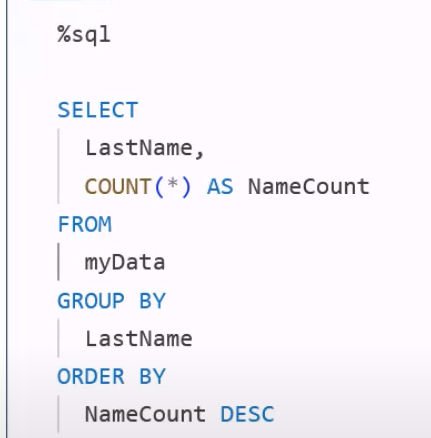 %sql
SELECT
LastName,
COUNT(*) AS NameCount
FROM
myData
GROUP BY
LastName
ORDER BY
NameCount DESC